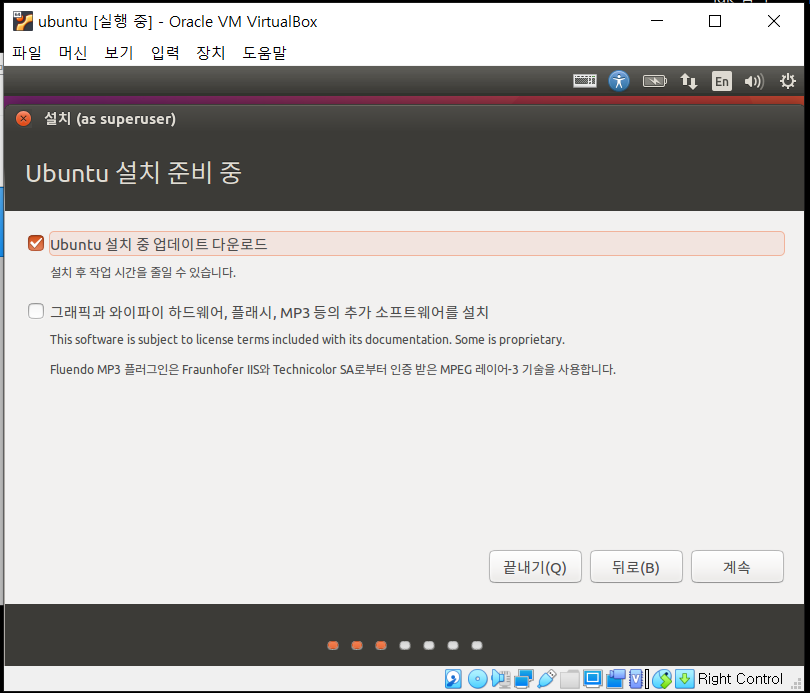 ubuntu [실행 중] - Oracle VM VirtualBox
파일 머신 보기 입력 장치 도움말
En
설치 (as superuser)
Ubuntu 설치 준비 중
Ubuntu 설치 중 업데이트 다운로드
설치 후 작업 시간을 줄일 수 있습니다.
그래픽과 와이파이 하드웨어, 플래시, MP3 등의 추가 소프트웨어를 설치
This software is subject to license terms included with its documentation. Some is proprietary.
Fluendo MP3 플러그인은 Fraunhofer IIS와 Technicolor SA로부터 인증 받은 MPEG 레이어-3 기술을 사용합니다.
끝내기(Q) 뒤로(B) 계속
Right Control